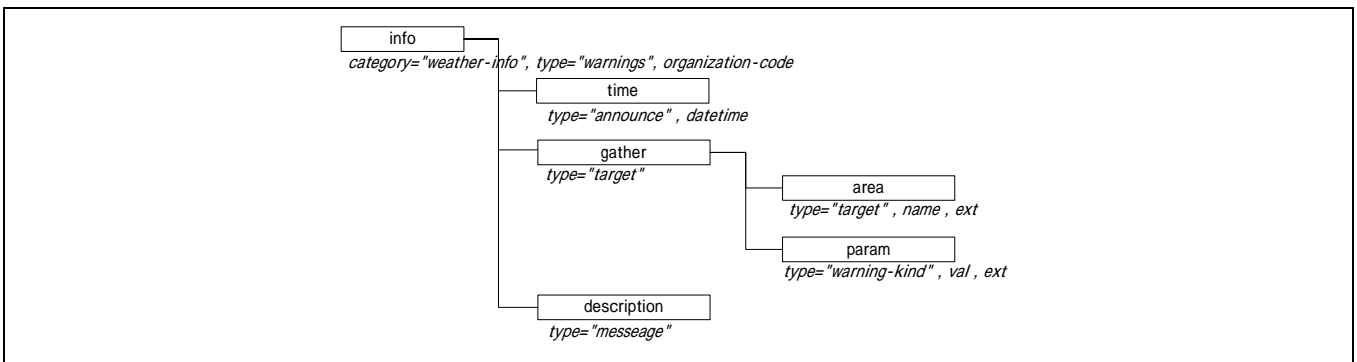 info
category="weather-info", type="warnings", organization-code
time
type="announce" , datetime
gather
type="target"
area
type="target" , name , ext
param
type="warning-kind" , val , ext
description
type="messeage"